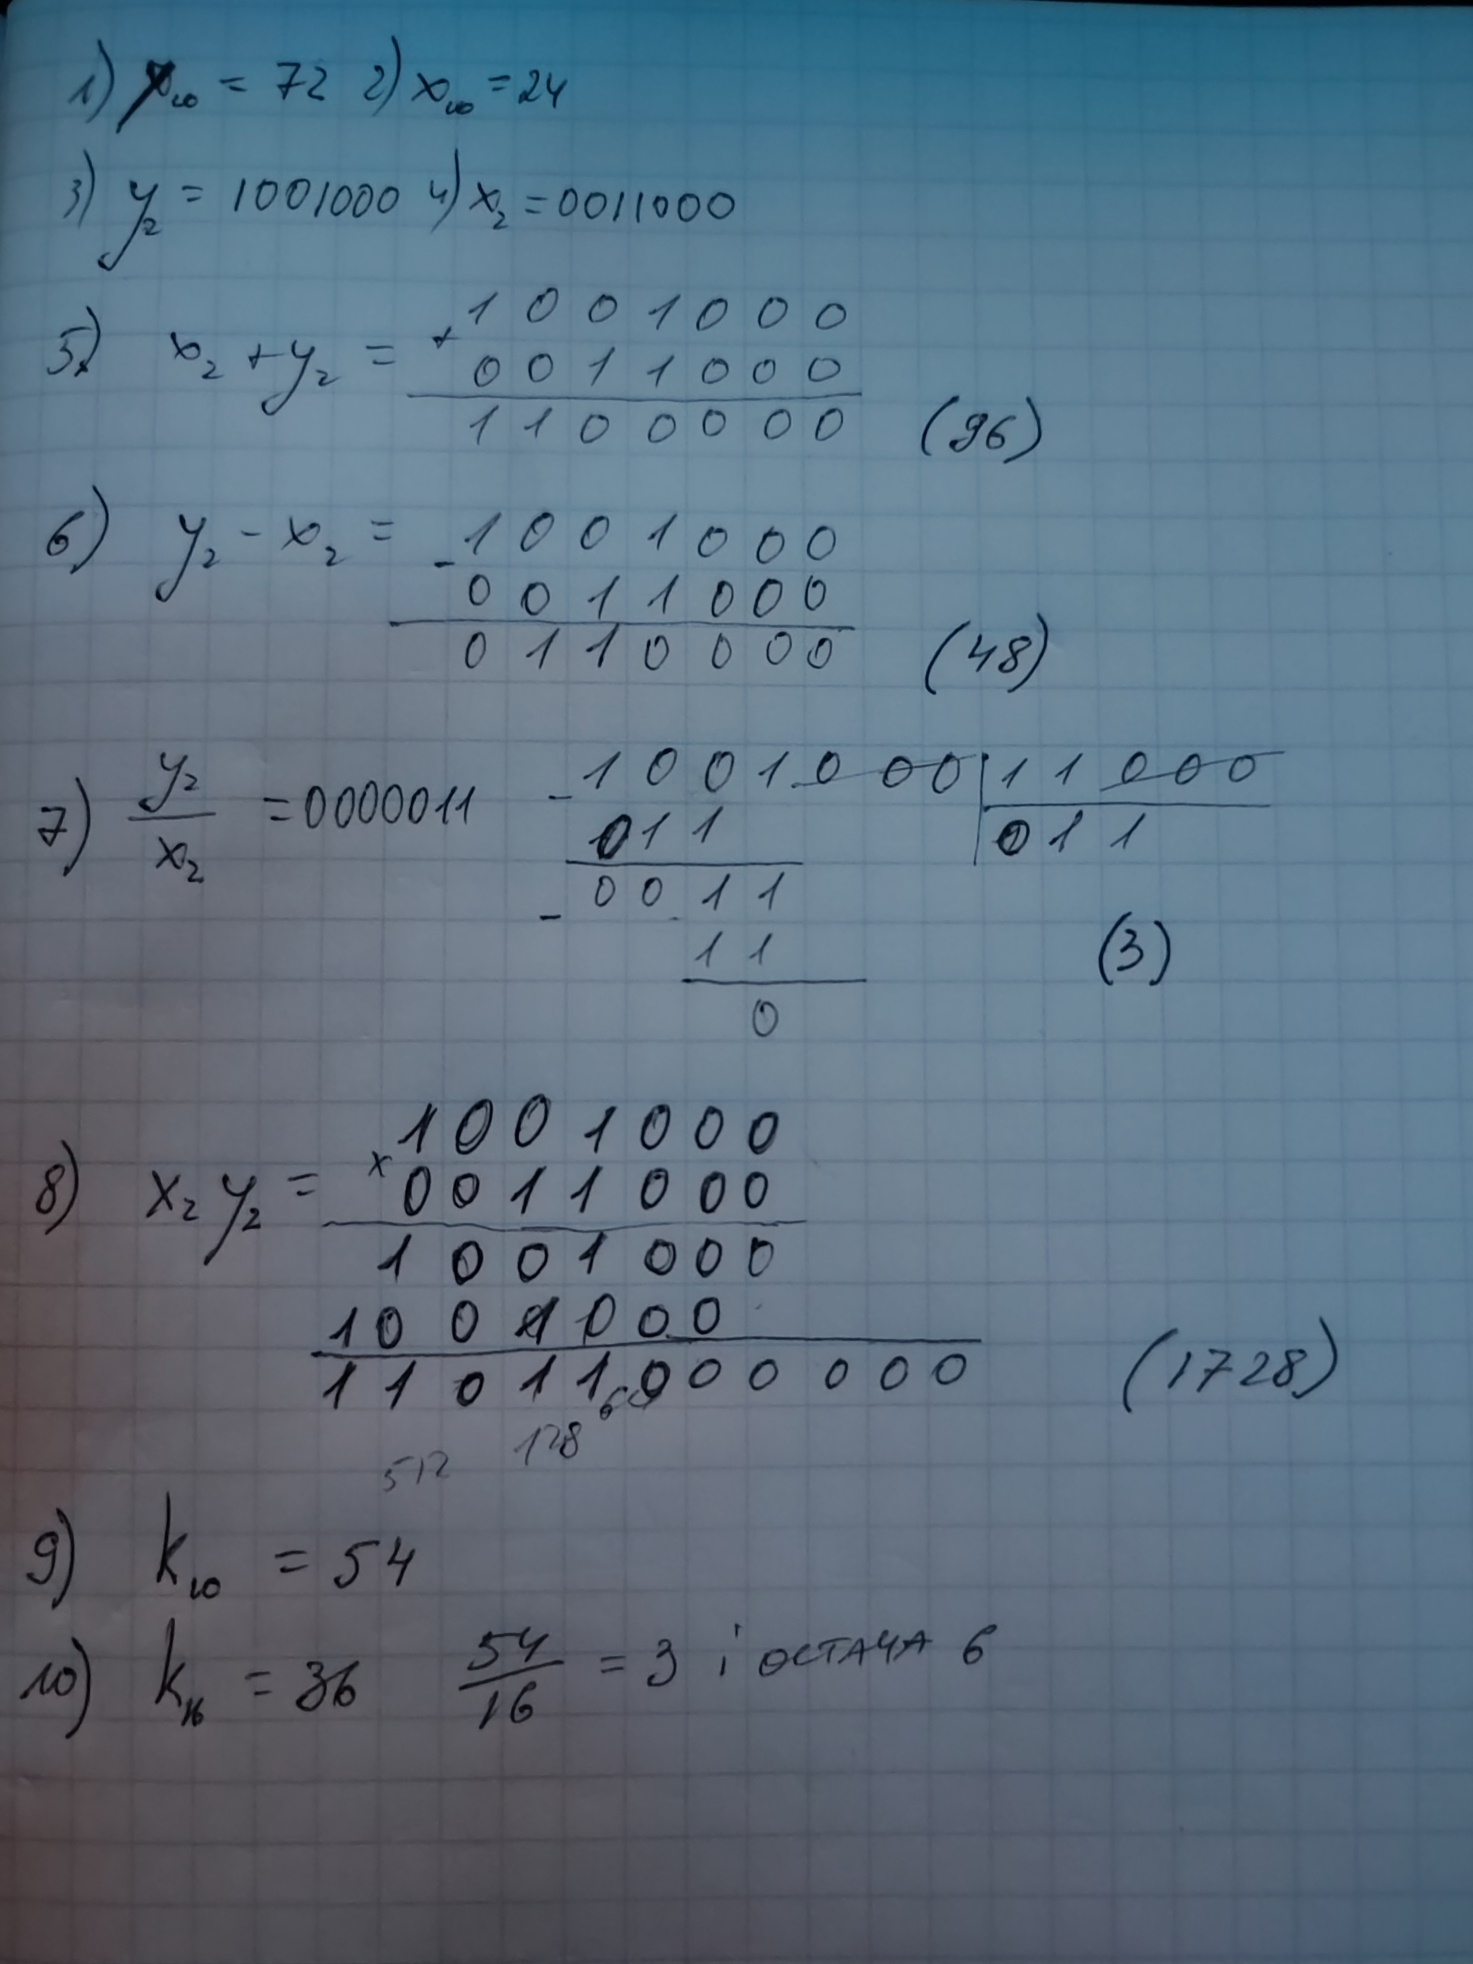 1) y₁₀ = 72 2) x₁₀ = 24
3) y₂ = 1001000 4) x₂ = 0011000
5) x₂ + y₂ =
+ 1001000
0011000
1100000 (96)
6) y₂ - x₂ =
- 1001000
0011000
0110000 (48)
7) y₂ / x₂ = 0000011
- 1001000 | 11000
011 | 011
- 0011
11 (3)
0
8) x₂ y₂ =
x 1001000
0011000
1001000
1001000
11011000000 (1728)
512 128
9) k₁₀ = 54
10) k₁₆ = 36 54/16 = 3 і остача 6